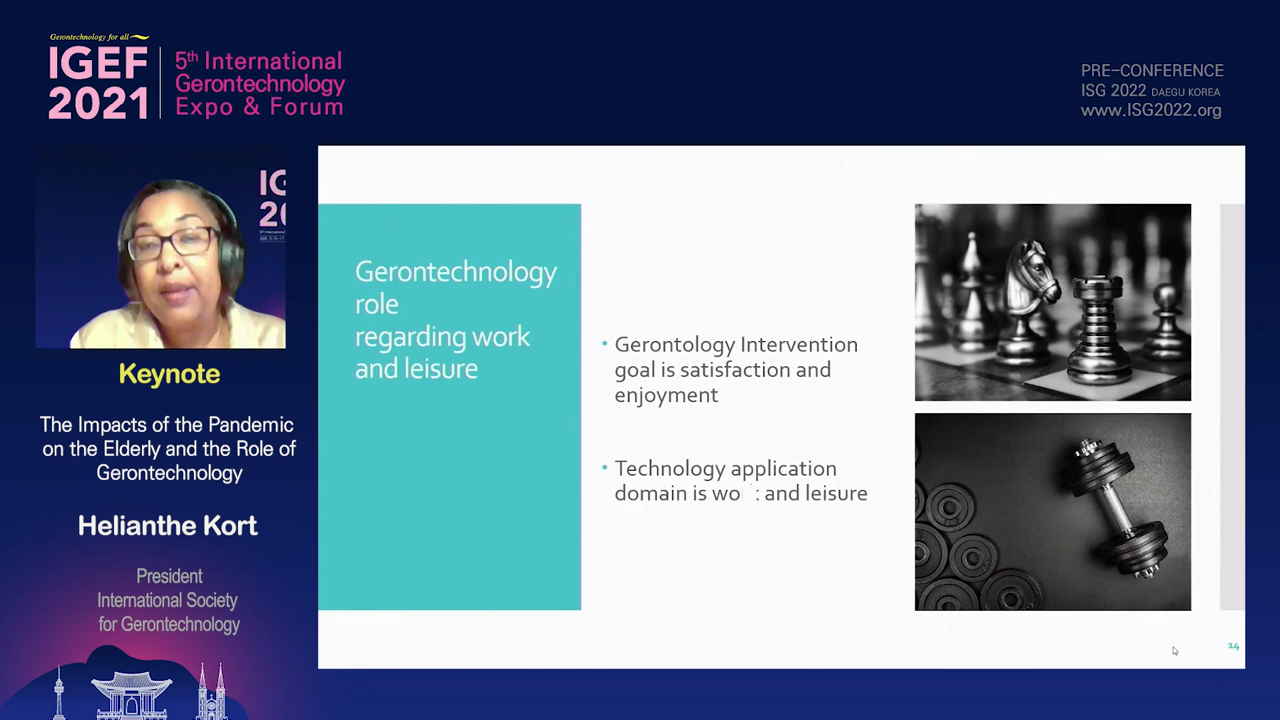 Gerontechnology for all
IGEF
2021
5th International
Gerontechnology
Expo & Forum
PRE-CONFERENCE
ISG 2022 DAEGU KOREA
www.ISG2022.org
IG
20
Keynote
The Impacts of the Pandemic
on the Elderly and the Role of
Gerontechnology
Helianthe Kort
President
International Society
for Gerontechnology
Gerontechnology
role
regarding work
and leisure
• Gerontology Intervention
goal is satisfaction and
enjoyment
• Technology application
domain is and leisure
14